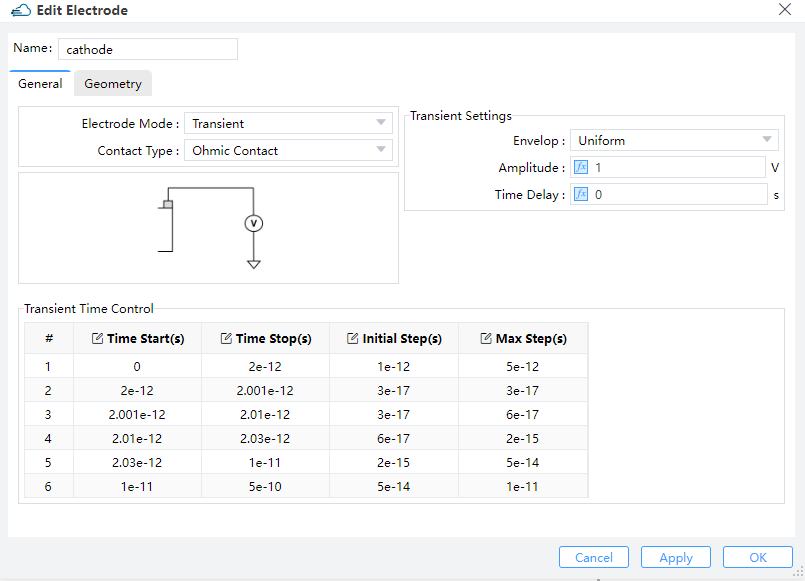 Edit Electrode
Name: cathode
General Geometry
Electrode Mode : Transient
Contact Type : Ohmic Contact
V
Transient Settings
Envelop : Uniform
Amplitude : fx 1 V
Time Delay : fx 0 s
Transient Time Control
# Time Start(s) Time Stop(s) Initial Step(s) Max Step(s)
1 0 2e-12 1e-12 5e-12
2 2e-12 2.001e-12 3e-17 3e-17
3 2.001e-12 2.01e-12 3e-17 6e-17
4 2.01e-12 2.03e-12 6e-17 2e-15
5 2.03e-12 1e-11 2e-15 5e-14
6 1e-11 5e-10 5e-14 1e-11
Cancel Apply OK